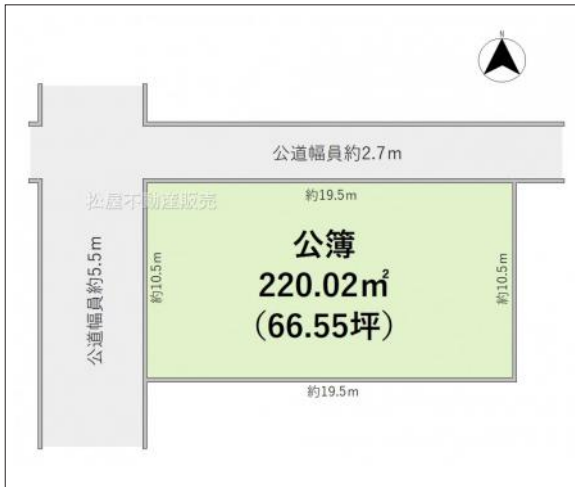 N
公道幅員約2.7m
松屋不動産販売
約19.5m
公道幅員約5.5m
約10.5m
公簿
220.02㎡
（66.55坪）
約10.5m
約19.5m